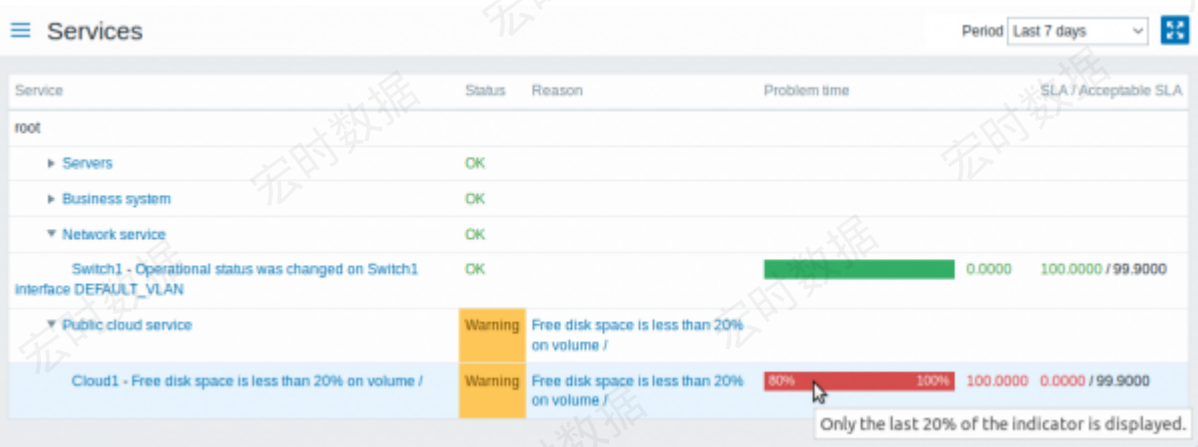 Services
Period Last 7 days
Service Status Reason Problem time SLA / Acceptable SLA
root
Servers OK
Business system OK
Network service OK
Switch1 - Operational status was changed on Switch1 OK 0.0000 100.0000 / 99.9000
interface DEFAULT_VLAN
Public cloud service Warning Free disk space is less than 20%
on volume /
Cloud1 - Free disk space is less than 20% on volume / Warning Free disk space is less than 20% 80% 100% 100.0000 0.0000 / 99.9000
on volume /
Only the last 20% of the indicator is displayed.
宏时数据
宏时数据
宏时数据
宏时数据
宏时数据